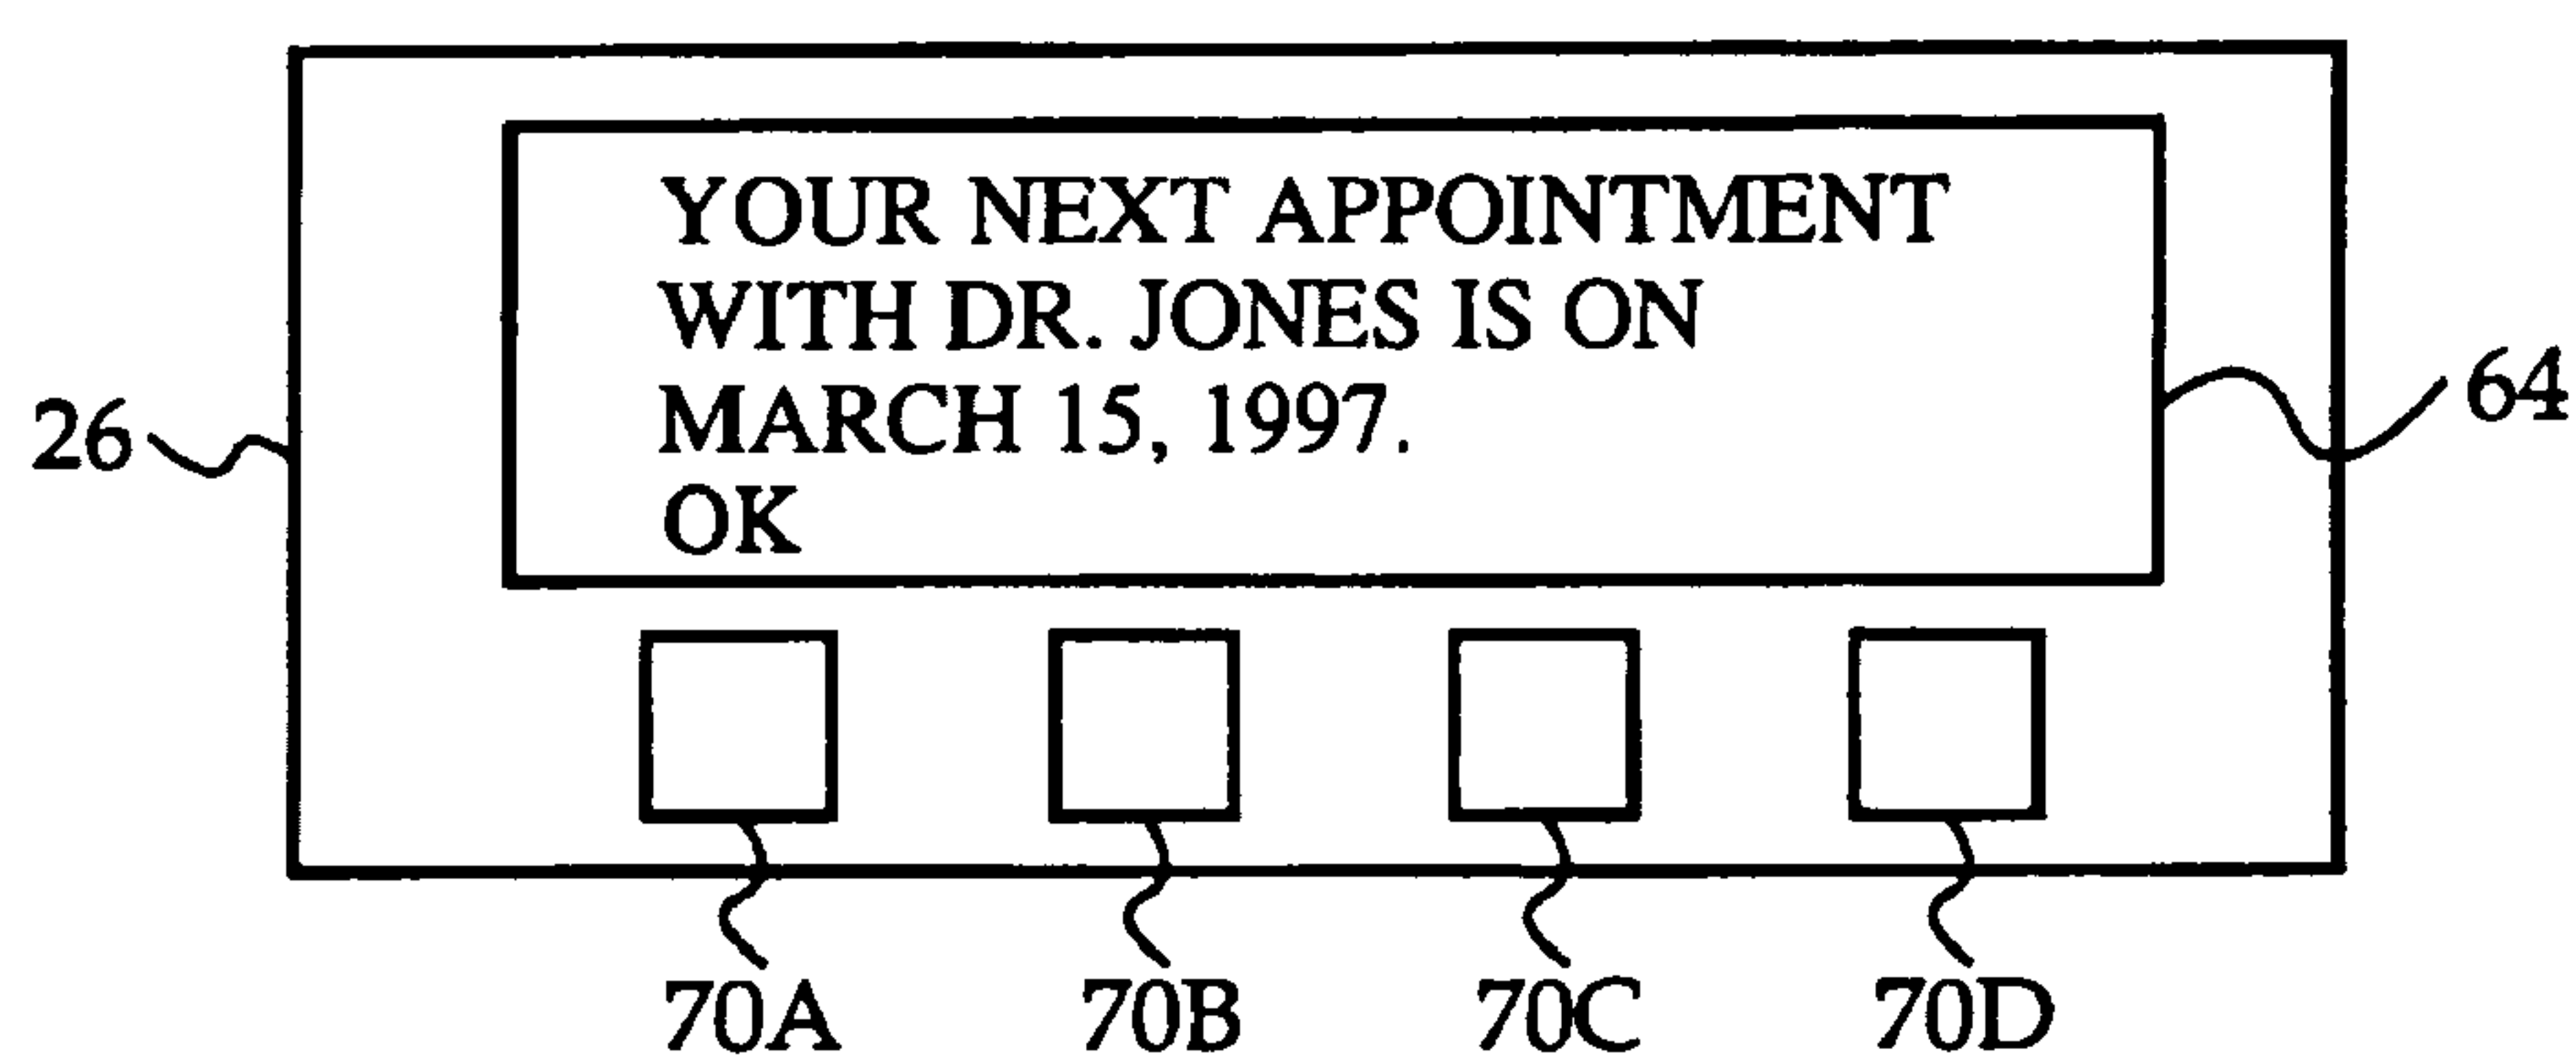 YOUR NEXT APPOINTMENT
WITH DR. JONES IS ON
MARCH 15, 1997.
OK
26
64
70A 70B 70C 70D